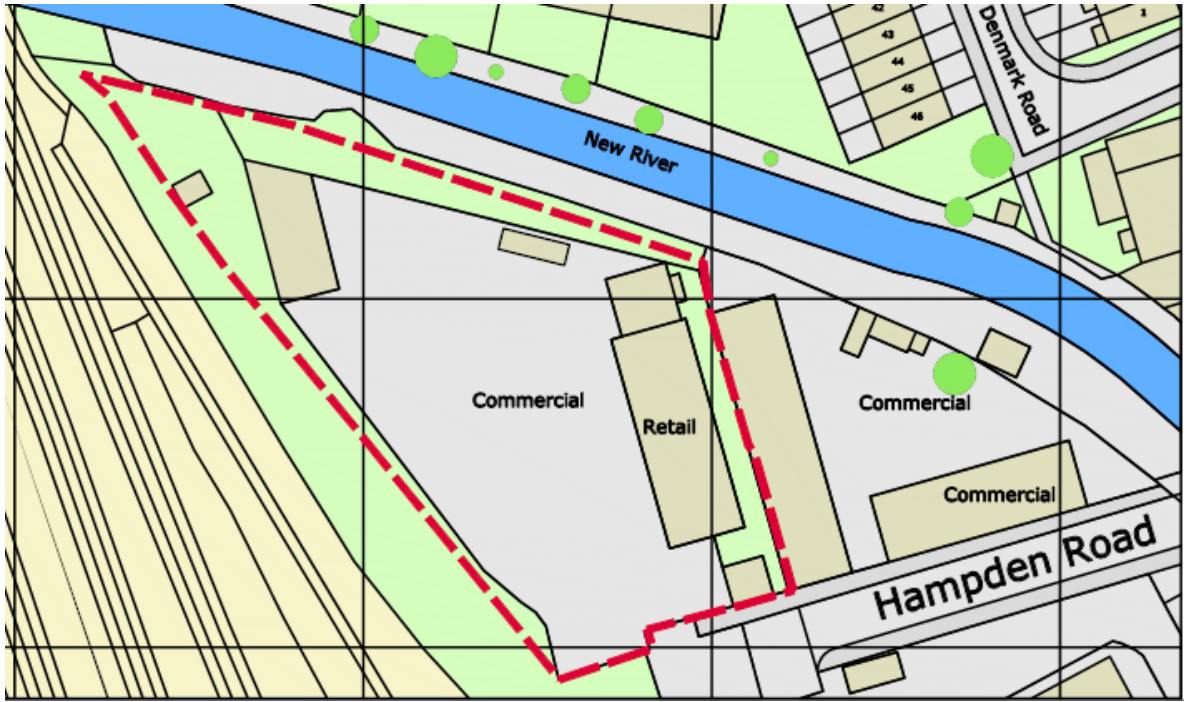 42
43
44
45
46
1
Denmark Road
New River
Commercial
Retail
Commercial
Commercial
Hampden Road